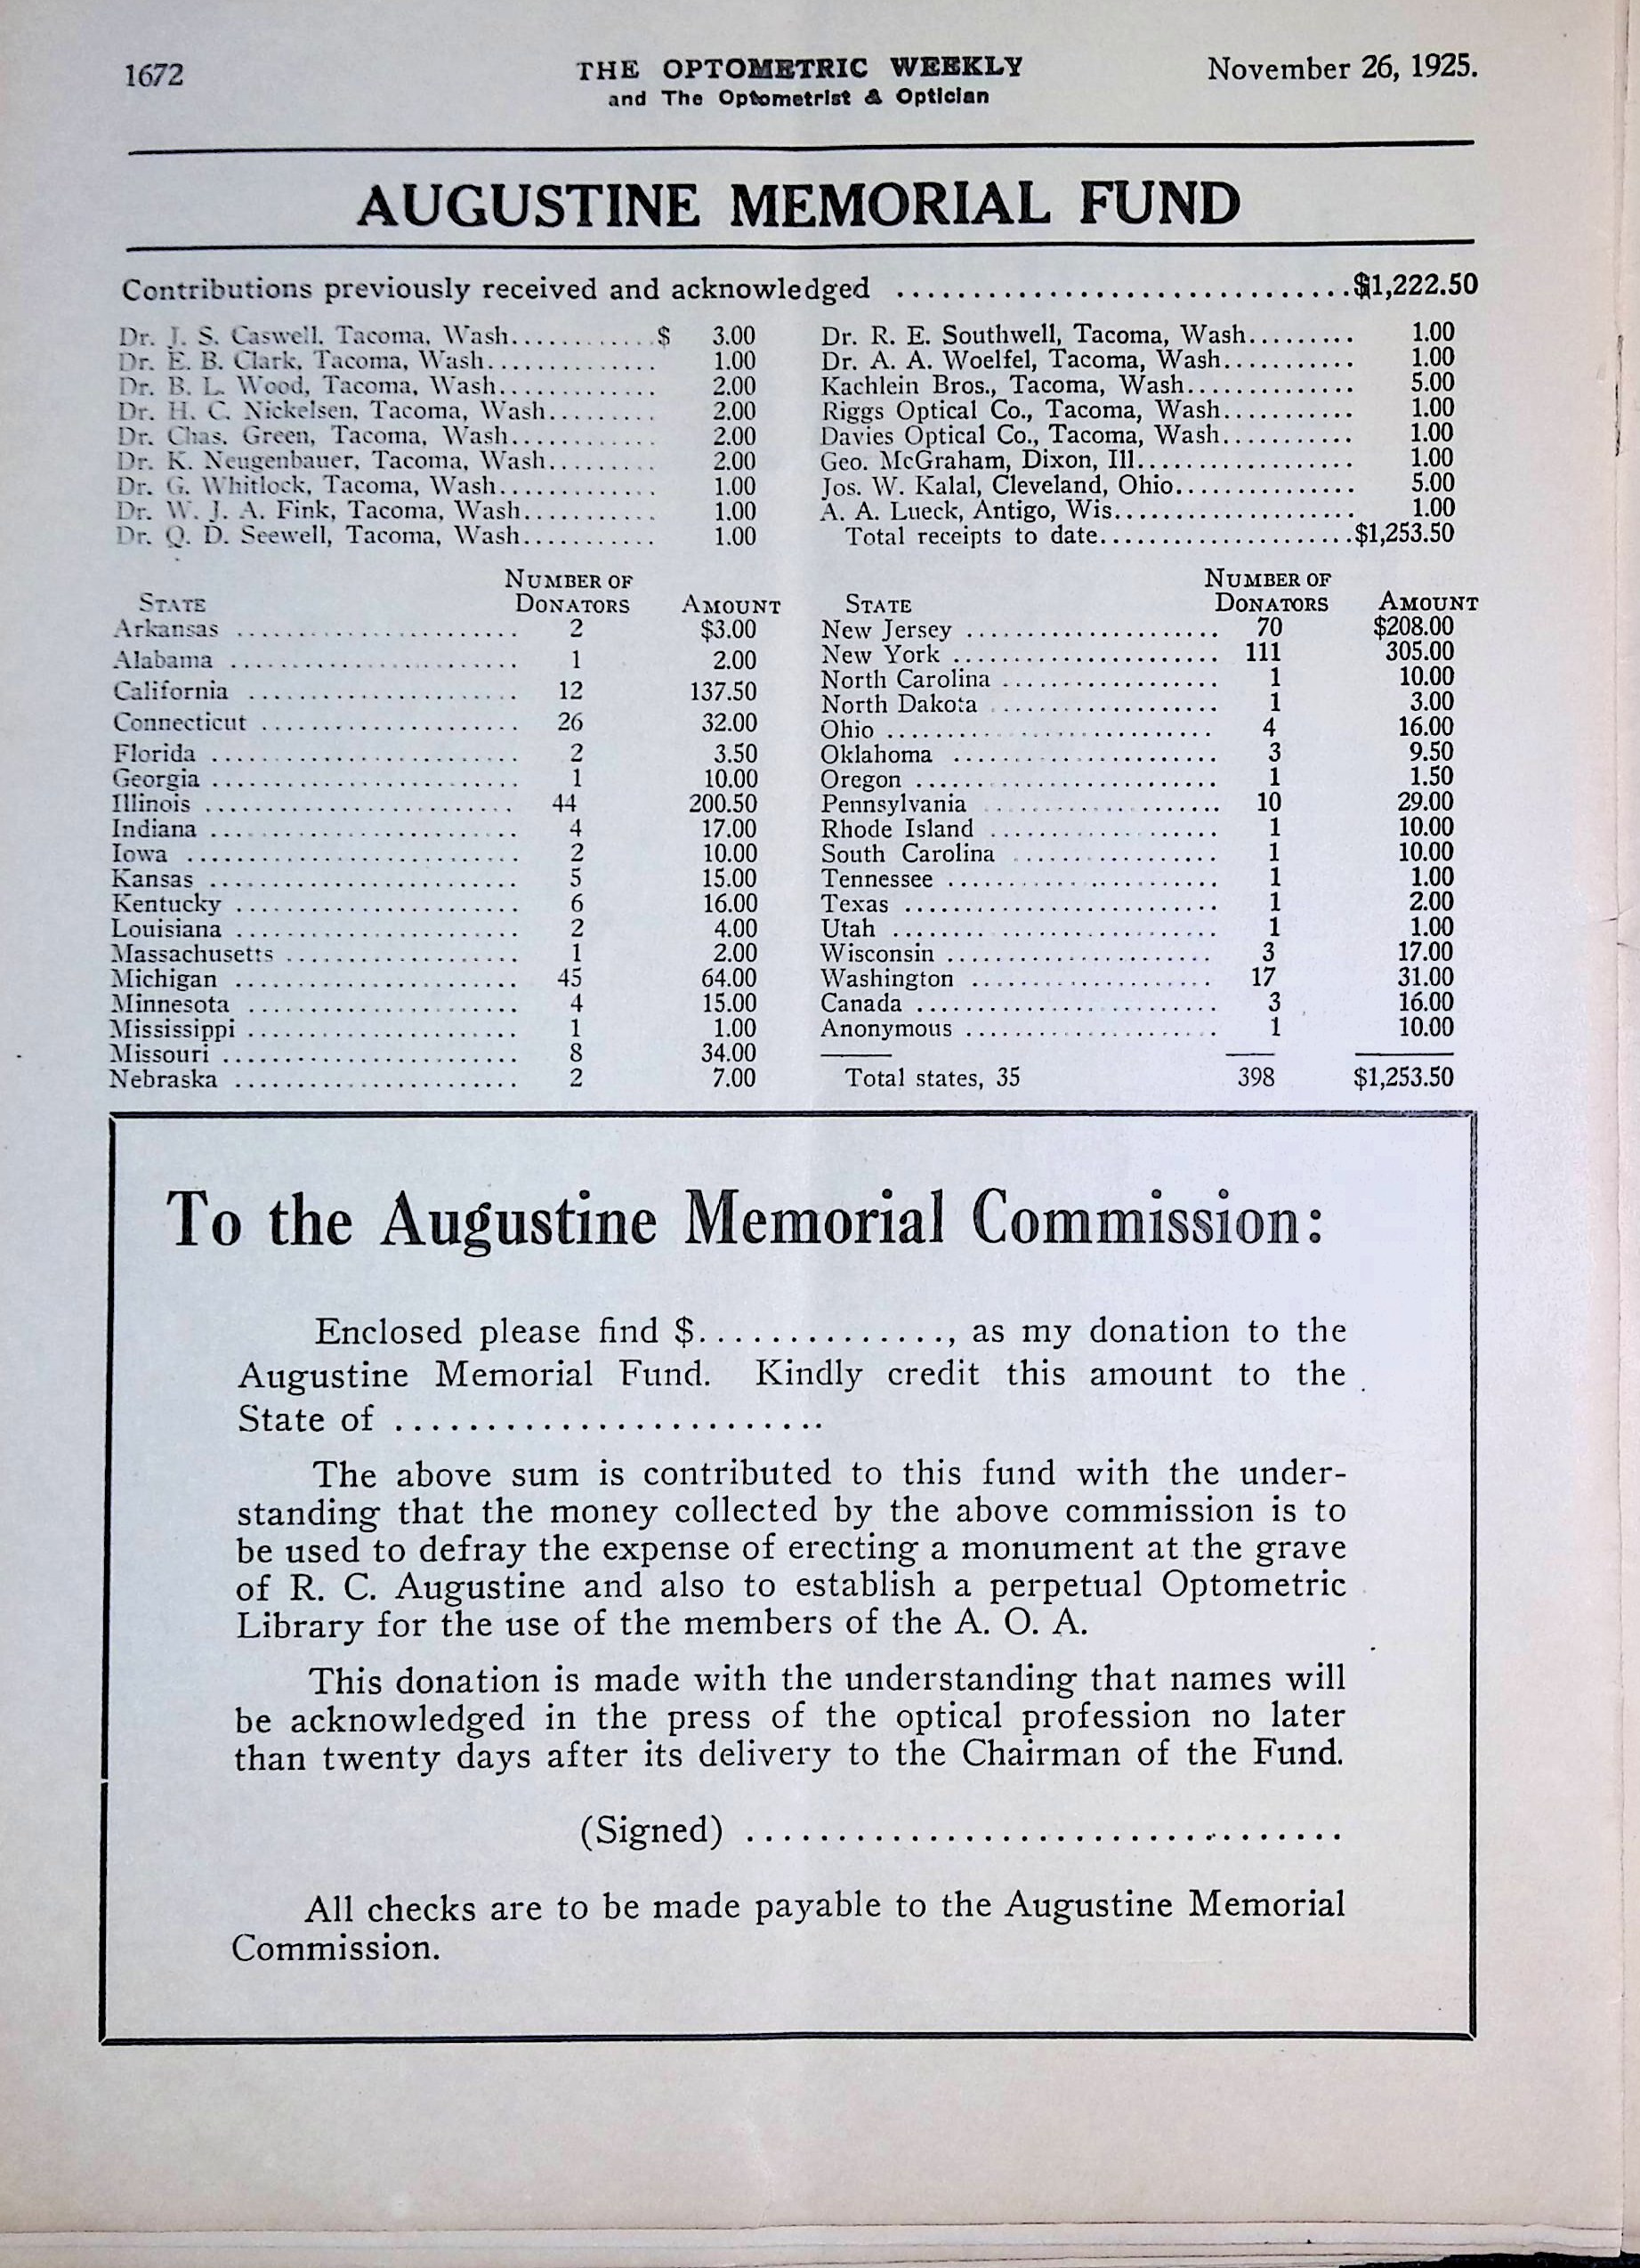 1672
THE OPTOMETRIC WEEKLY
and The Optometrist & Optician
November 26, 1925.
AUGUSTINE MEMORIAL FUND
Contributions previously received and acknowledged ..............................$1,222.50
Dr. J. S. Caswell, Tacoma, Wash............$ 3.00
Dr. E. B. Clark, Tacoma, Wash.............. 1.00
Dr. B. L. Wood, Tacoma, Wash............. 2.00
Dr. H. C. Nickelsen, Tacoma, Wash......... 2.00
Dr. Chas. Green, Tacoma, Wash............ 2.00
Dr. K. Neugenbauer, Tacoma, Wash......... 2.00
Dr. G. Whitlock, Tacoma, Wash............. 1.00
Dr. W. J. A. Fink, Tacoma, Wash........... 1.00
Dr. Q. D. Seewell, Tacoma, Wash........... 1.00
Dr. R. E. Southwell, Tacoma, Wash......... 1.00
Dr. A. A. Woelfel, Tacoma, Wash........... 1.00
Kachlein Bros., Tacoma, Wash.............. 5.00
Riggs Optical Co., Tacoma, Wash........... 1.00
Davies Optical Co., Tacoma, Wash........... 1.00
Geo. McGraham, Dixon, Ill.................. 1.00
Jos. W. Kalal, Cleveland, Ohio............... 5.00
A. A. Lueck, Antigo, Wis.................... 1.00
Total receipts to date.....................$1,253.50
STATE NUMBER OF DONATORS AMOUNT
Arkansas ........................ 2 $3.00
Alabama ........................ 1 2.00
California ....................... 12 137.50
Connecticut ...................... 26 32.00
Florida .......................... 2 3.50
Georgia .......................... 1 10.00
Illinois .......................... 44 200.50
Indiana .......................... 4 17.00
Iowa ............................ 2 10.00
Kansas .......................... 5 15.00
Kentucky ........................ 6 16.00
Louisiana ........................ 2 4.00
Massachusetts .................... 1 2.00
Michigan ........................ 45 64.00
Minnesota ....................... 4 15.00
Mississippi ....................... 1 1.00
Missouri ......................... 8 34.00
Nebraska ........................ 2 7.00
STATE NUMBER OF DONATORS AMOUNT
New Jersey ...................... 70 $208.00
New York ....................... 111 305.00
North Carolina .................. 1 10.00
North Dakota ................... 1 3.00
Ohio ............................ 4 16.00
Oklahoma ....................... 3 9.50
Oregon .......................... 1 1.50
Pennsylvania .................... 10 29.00
Rhode Island .................... 1 10.00
South Carolina .................. 1 10.00
Tennessee ....................... 1 1.00
Texas ........................... 1 2.00
Utah ............................ 1 1.00
Wisconsin ....................... 3 17.00
Washington ..................... 17 31.00
Canada .......................... 3 16.00
Anonymous ...................... 1 10.00
Total states, 35 398 $1,253.50
To the Augustine Memorial Commission:
Enclosed please find $.............., as my donation to the
Augustine Memorial Fund. Kindly credit this amount to the
State of ........................
The above sum is contributed to this fund with the under-
standing that the money collected by the above commission is to
be used to defray the expense of erecting a monument at the grave
of R. C. Augustine and also to establish a perpetual Optometric
Library for the use of the members of the A. O. A.
This donation is made with the understanding that names will
be acknowledged in the press of the optical profession no later
than twenty days after its delivery to the Chairman of the Fund.
(Signed) .................................
All checks are to be made payable to the Augustine Memorial
Commission.